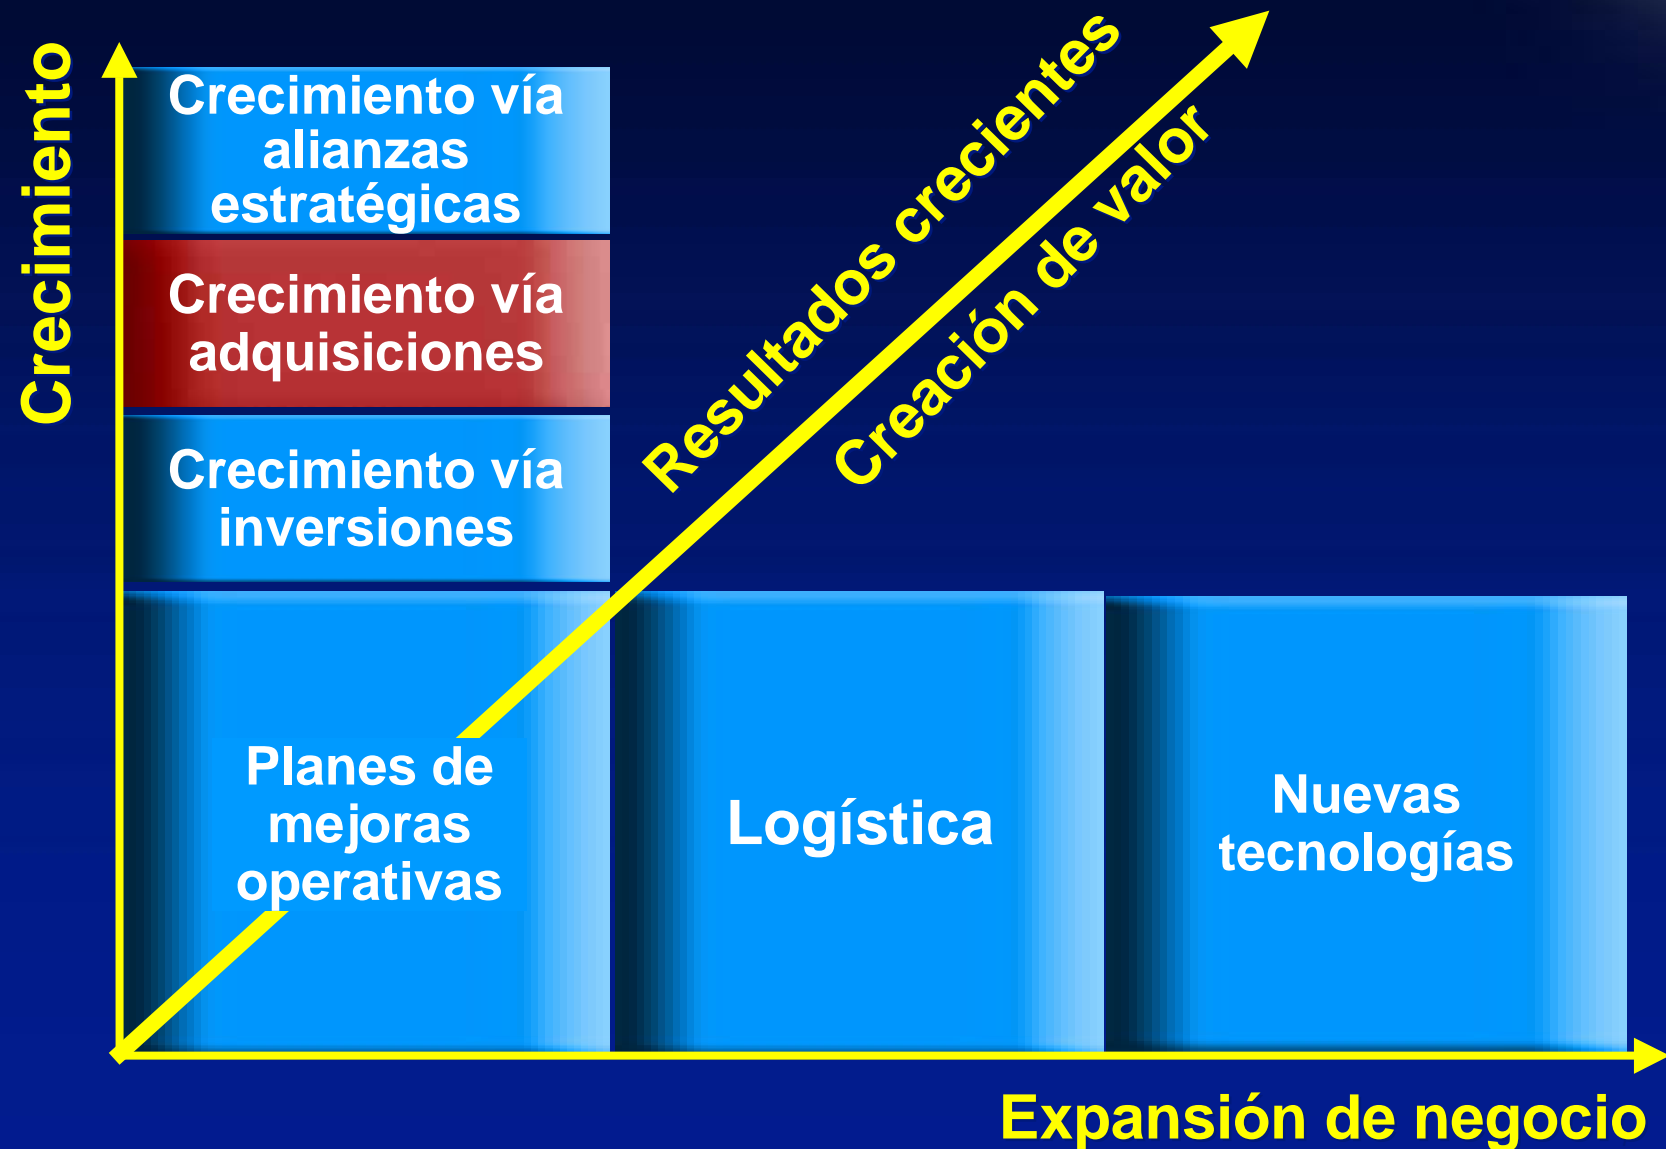 Crecimiento
Crecimiento vía
alianzas
estratégicas
Crecimiento vía
adquisiciones
Crecimiento vía
inversiones
Resultados crecientes
Creación de valor
Planes de
mejoras
operativas
Logística
Nuevas
tecnologías
Expansión de negocio